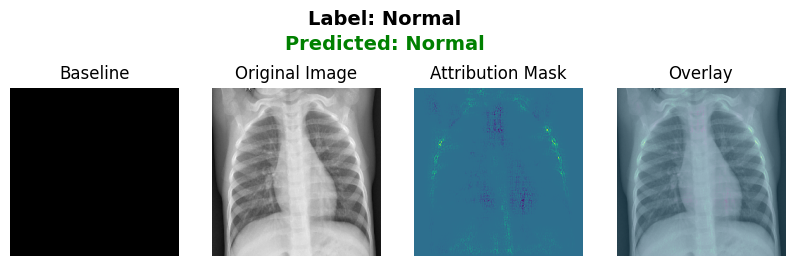 Label: Normal
Predicted: Normal
Baseline
Original Image
Attribution Mask
Overlay